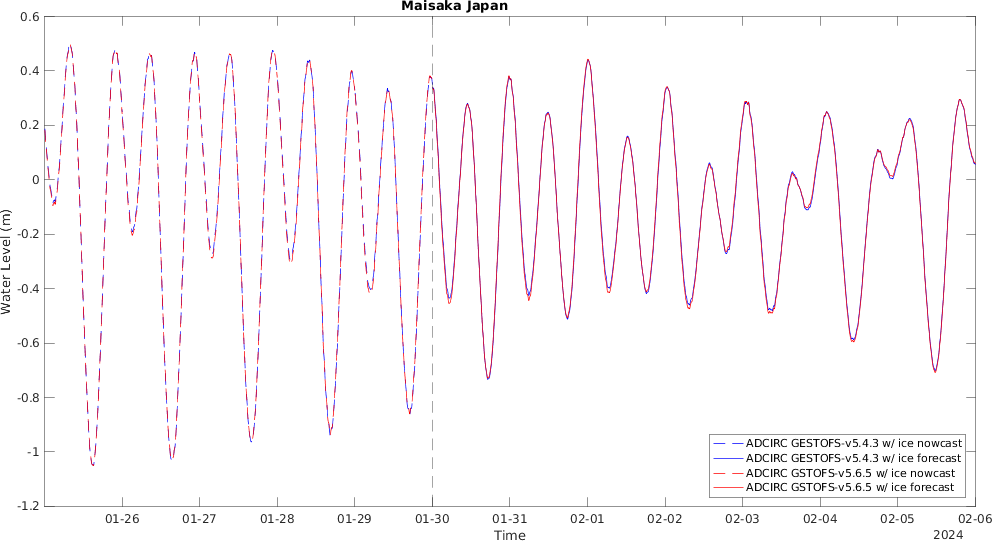 Maisaka Japan
0.6
0.4
0.2
0
-0.2
-0.4
-0.6
-0.8
-1
-1.2
Water Level (m)
01-26 01-27 01-28 01-29 01-30 01-31 02-01 02-02 02-03 02-04 02-05 02-06
Time
2024
ADCIRC GESTOFS-v5.4.3 w/ ice nowcast
ADCIRC GESTOFS-v5.4.3 w/ ice forecast
ADCIRC GSTOFS-v5.6.5 w/ ice nowcast
ADCIRC GSTOFS-v5.6.5 w/ ice forecast